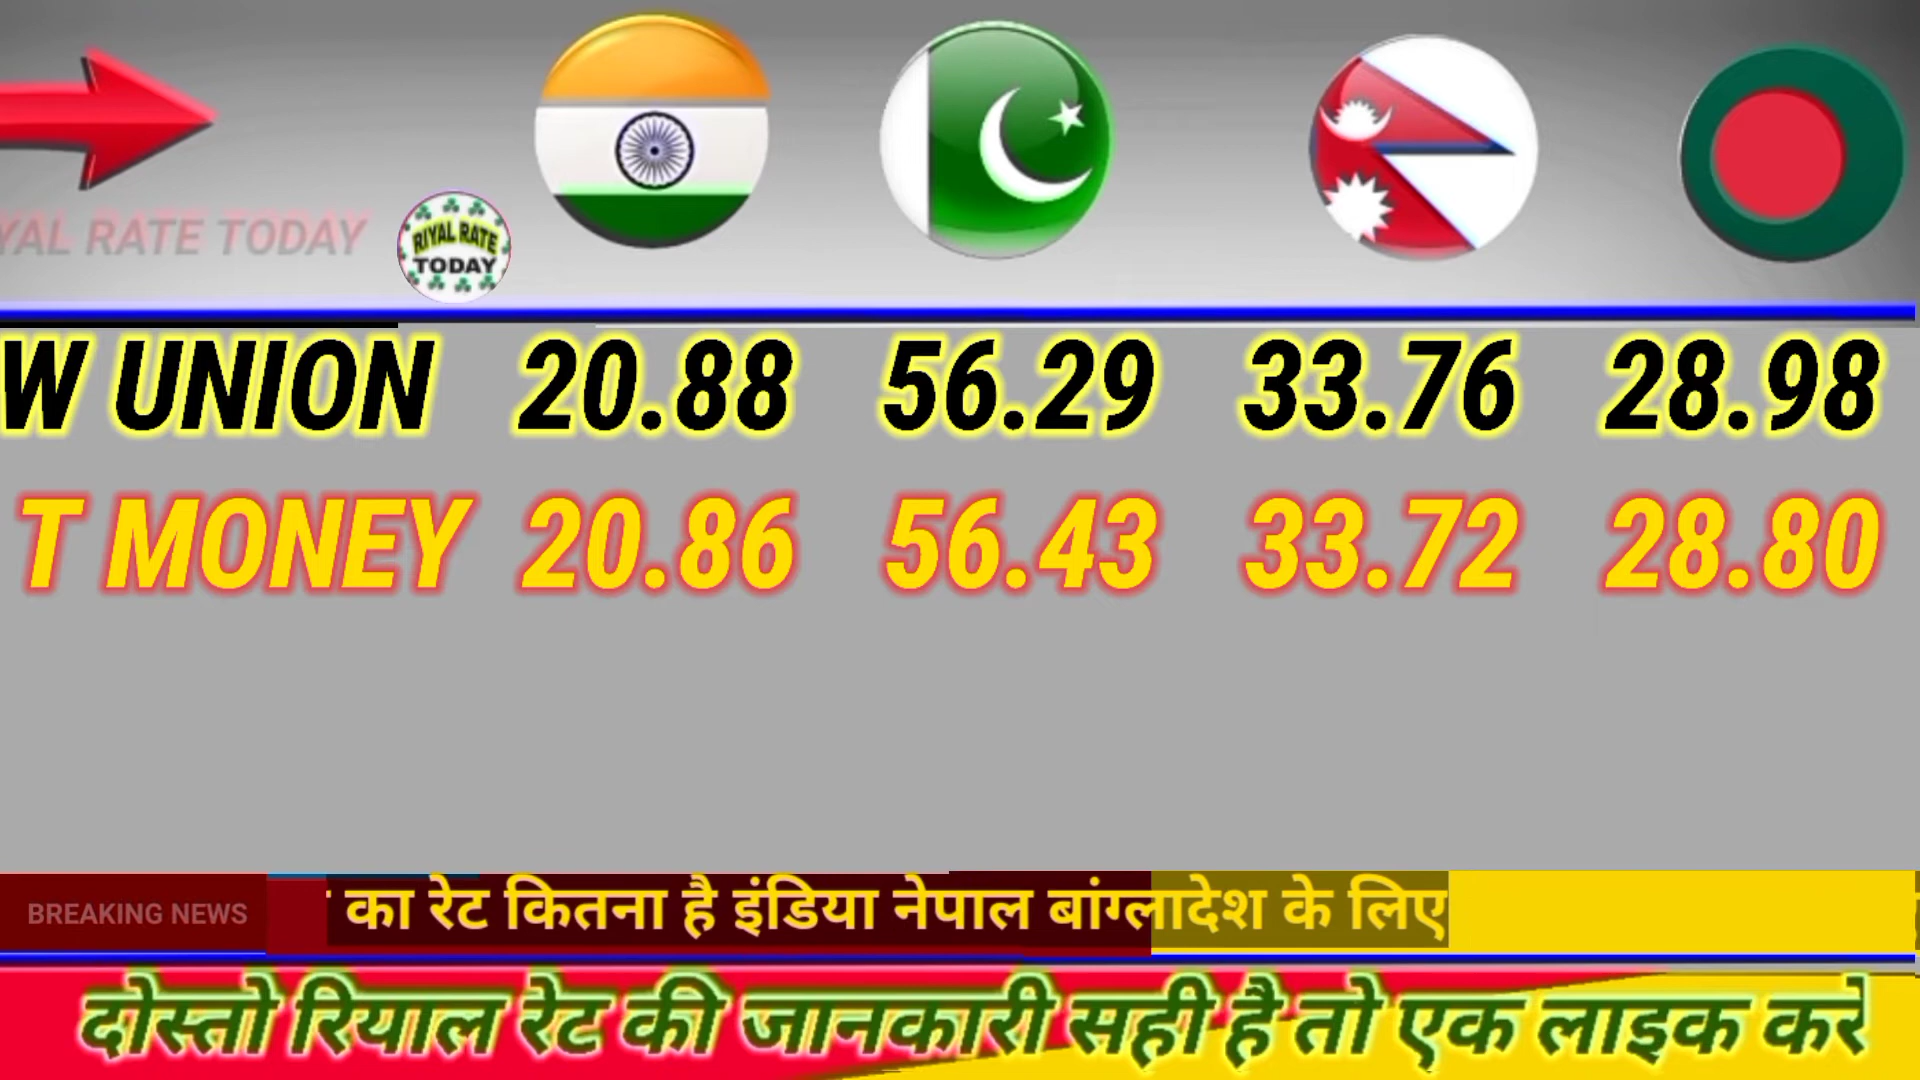 YAL RATE TODAY
RIYAL RATE
TODAY
W UNION 20.88 56.29 33.76 28.98
T MONEY 20.86 56.43 33.72 28.80
BREAKING NEWS
का रेट कितना है इंडिया नेपाल बांग्लादेश के लिए
दोस्तो रियाल रेट की जानकारी सही है तो एक लाइक करे